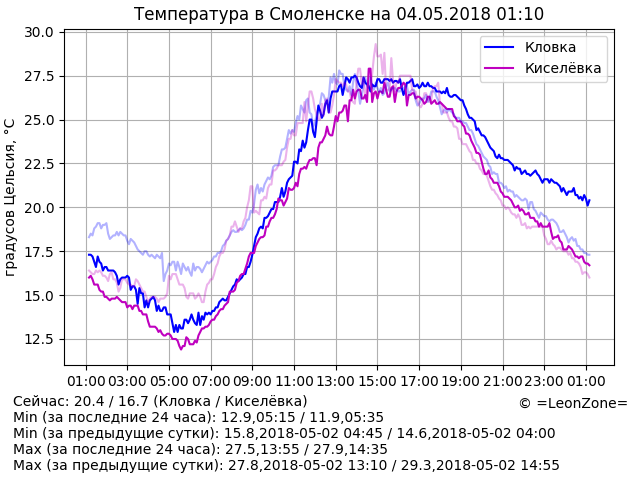 Температура в Смоленске на 04.05.2018 01:10
30.0
27.5
25.0
22.5
20.0
17.5
15.0
12.5
градусов Цельсия, °C
Кловка
Киселёвка
01:00 03:00 05:00 07:00 09:00 11:00 13:00 15:00 17:00 19:00 21:00 23:00 01:00
Сейчас: 20.4 / 16.7 (Кловка / Киселёвка)
© =LeonZone=
Min (за последние 24 часа): 12.9,05:15 / 11.9,05:35
Min (за предыдущие сутки): 15.8,2018-05-02 04:45 / 14.6,2018-05-02 04:00
Max (за последние 24 часа): 27.5,13:55 / 27.9,14:35
Max (за предыдущие сутки): 27.8,2018-05-02 13:10 / 29.3,2018-05-02 14:55